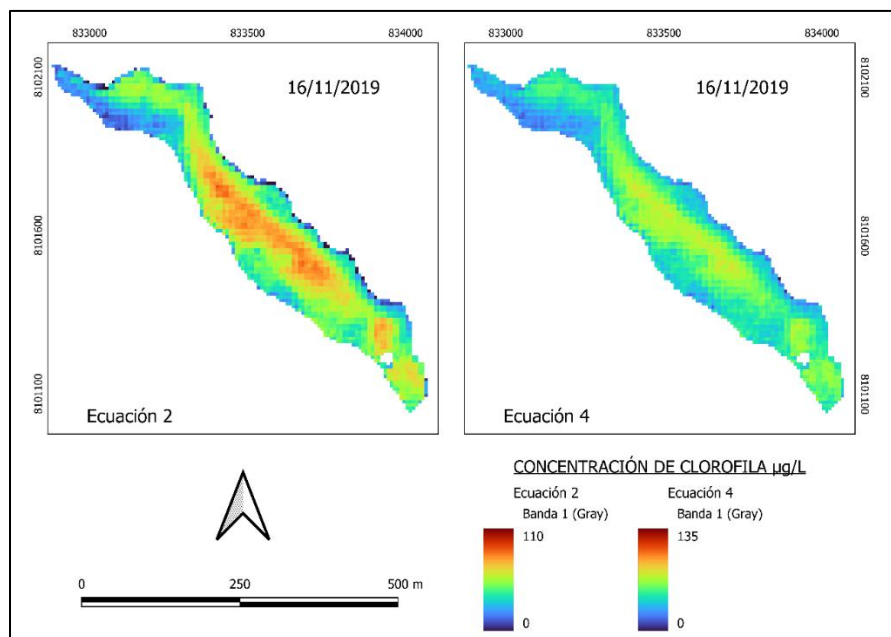 833000 833500 834000
833000 833500 834000
8102100
8101600
8101100
16/11/2019
Ecuación 2
16/11/2019
Ecuación 4
8102100
8101600
8101100
CONCENTRACIÓN DE CLOROFILA µg/L
Ecuación 2
Banda 1 (Gray)
110
0
Ecuación 4
Banda 1 (Gray)
135
0
0 250 500 m